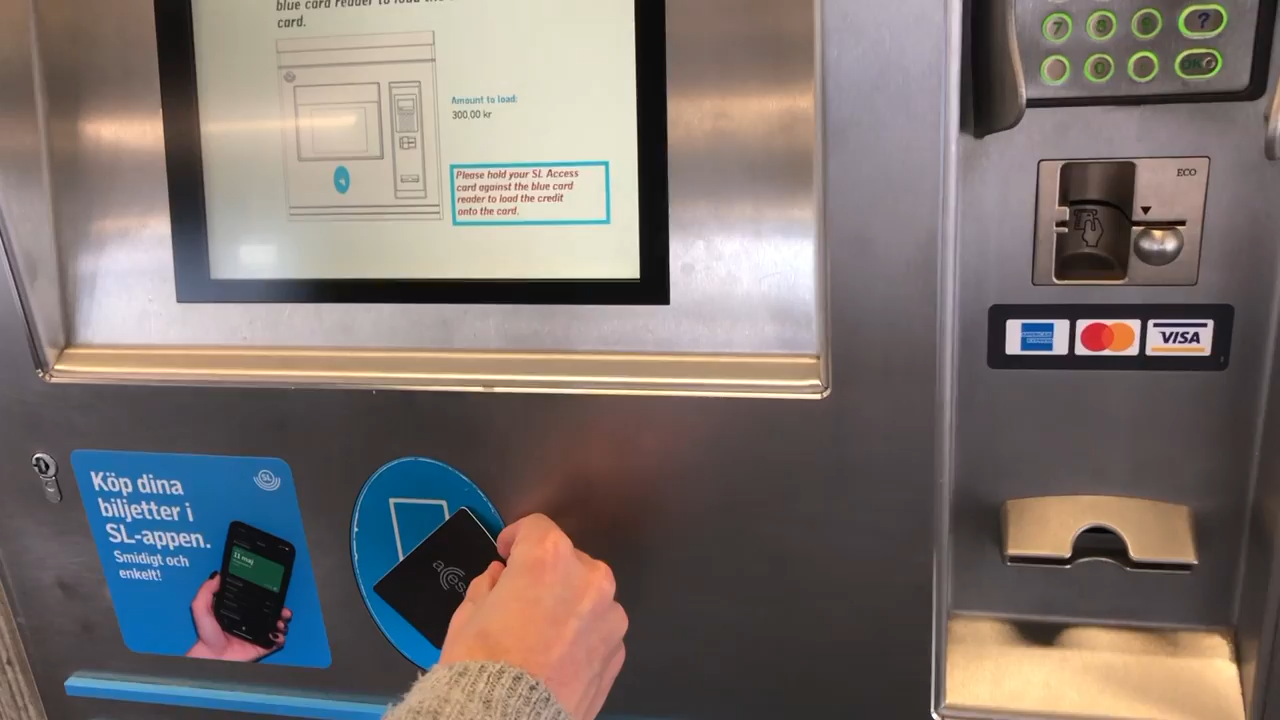 blue card reader to load the
card.
Amount to load:
300,00 kr
Please hold your SL Access
card against the blue card
reader to load the credit
onto the card.
7 8 9 ?
0 OK
ECO
AMERICAN EXPRESS
VISA
Köp dina
biljetter i
SL-appen.
Smidigt och
enkelt!
SL
11 maj